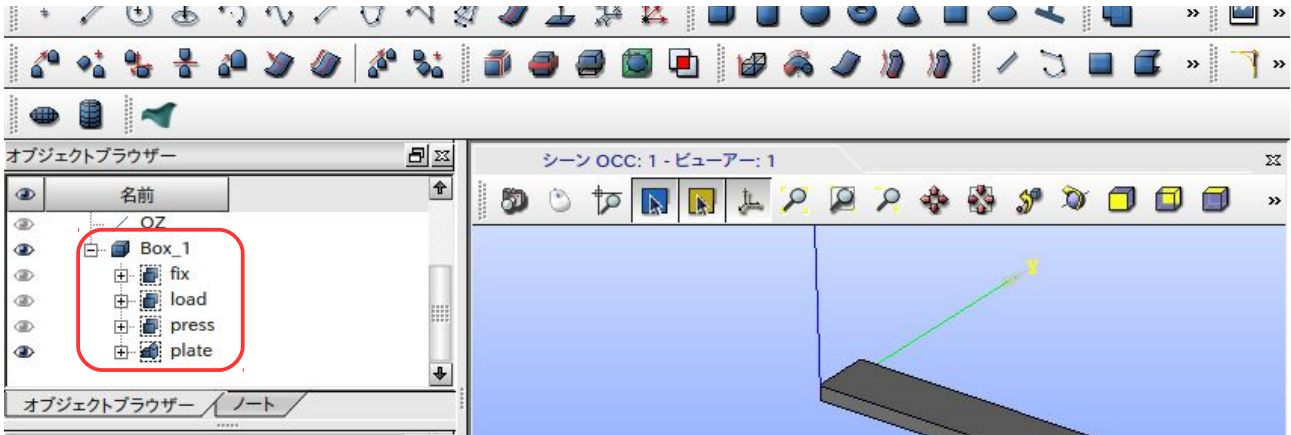 »
»
»
»
オブジェクトブラウザー
シーン OCC: 1 - ビューアー: 1
名前
»
OZ
Box_1
fix
load
press
plate
Y
オブジェクトブラウザー
ノート